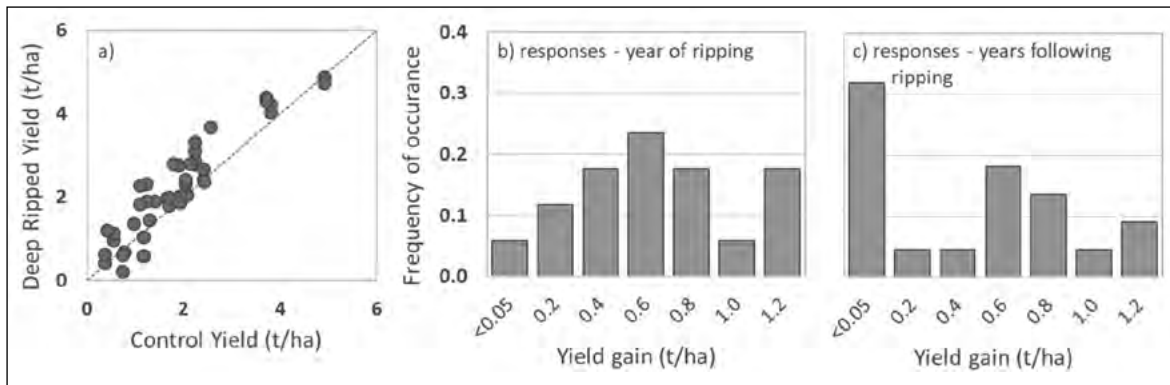 a)
Deep Ripped Yield (t/ha)
6
4
2
0
0 2 4 6
Control Yield (t/ha)
b) responses - year of ripping
Frequency of occurance
0.4
0.3
0.2
0.1
0.0
<0.05 0.2 0.4 0.6 0.8 1.0 1.2
Yield gain (t/ha)
c) responses - years following
ripping
<0.05 0.2 0.4 0.6 0.8 1.0 1.2
Yield gain (t/ha)